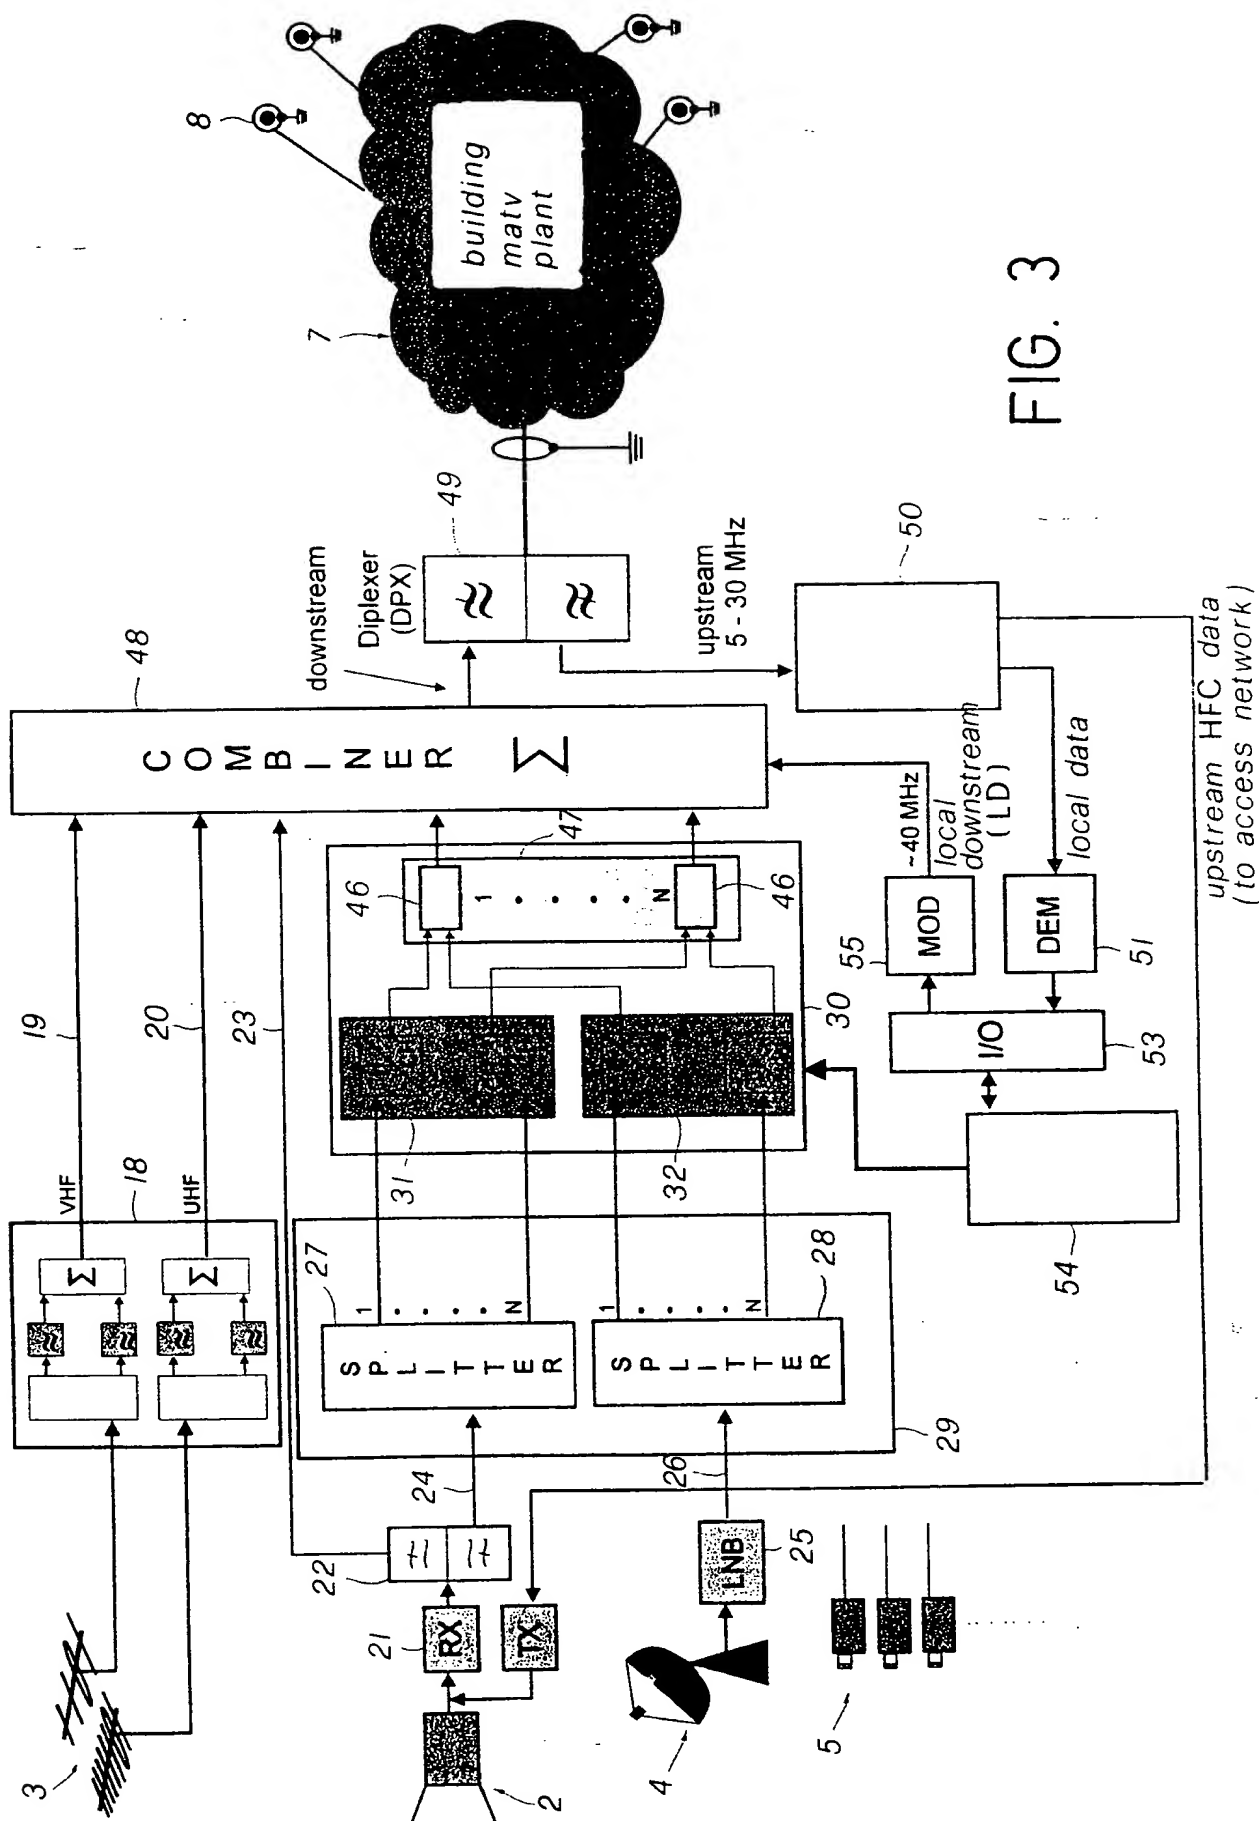 3
VHF
19
UHF
20
18
Σ
Σ
23
48
COMBINER Σ
downstream
Diplexer
(DPX)
49
8
7
building
matv
plant
2
21
RX
TX
22
24
27
SPLITTER
1
N
31
30
46
47
1
N
46
4
LNB
25
26
28
SPLITTER
1
N
29
32
upstream
5 - 30 MHz
50
5
54
I/O
53
55
MOD
~40 MHz
local
downstream
(LD)
DEM
51
local data
upstream HFC data
(to access network)
FIG. 3